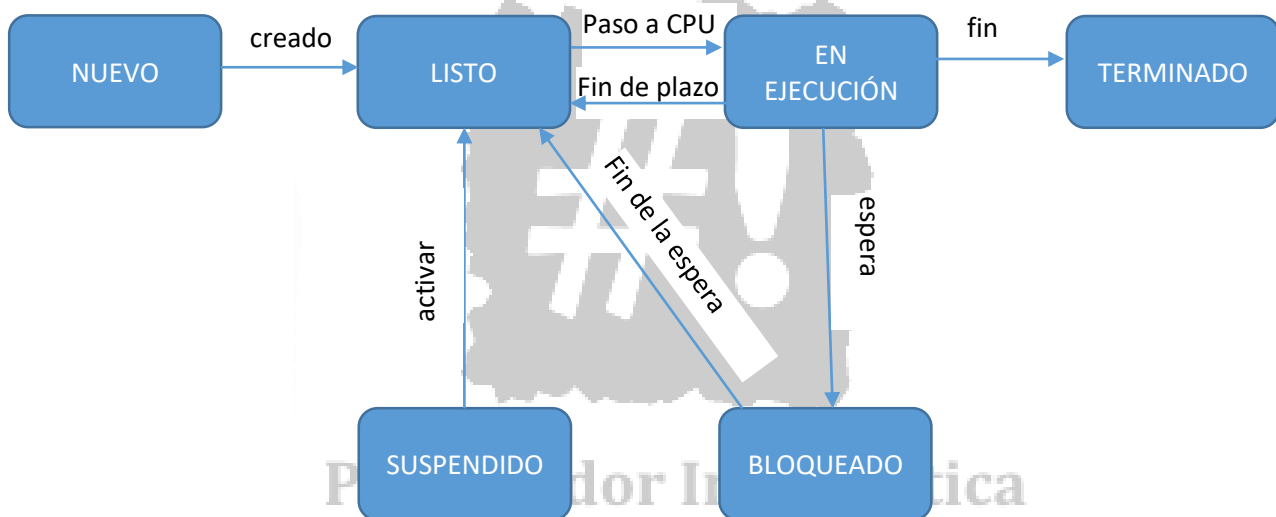 creado
Paso a CPU
fin
NUEVO
LISTO
EN
EJECUCIÓN
TERMINADO
Fin de plazo
Fin de la espera
espera
activar
SUSPENDIDO
BLOQUEADO
#!